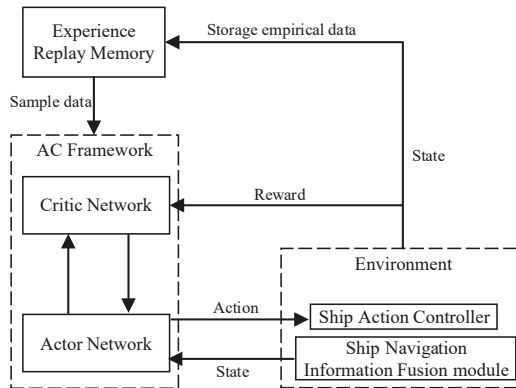 Experience
Replay Memory
Storage empirical data
Sample data
AC Framework
State
Critic Network
Reward
Environment
Action
Ship Action Controller
Actor Network
State
Ship Navigation
Information Fusion module